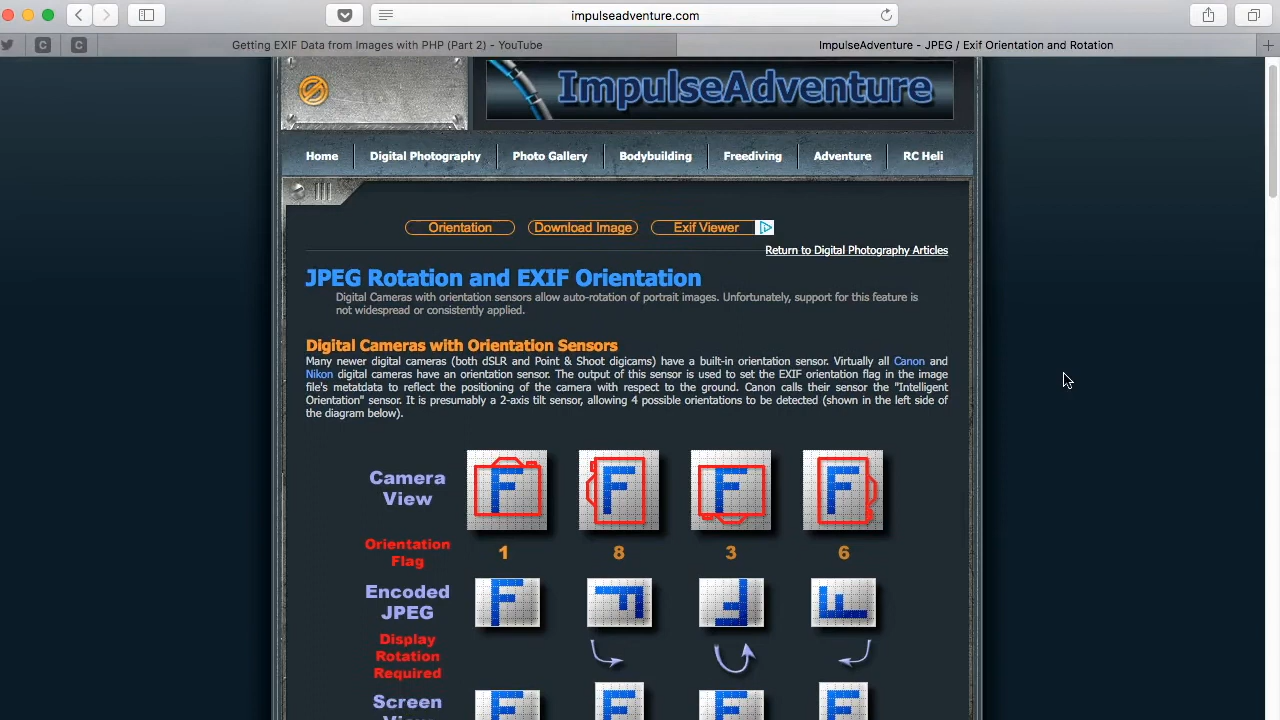 impulseadventure.com
C
C
Getting EXIF Data from Images with PHP (Part 2) - YouTube
ImpulseAdventure - JPEG / Exif Orientation and Rotation
ImpulseAdventure
Home
Digital Photography
Photo Gallery
Bodybuilding
Freediving
Adventure
RC Heli
Orientation
Download Image
Exif Viewer
Return to Digital Photography Articles
JPEG Rotation and EXIF Orientation
Digital Cameras with orientation sensors allow auto-rotation of portrait images. Unfortunately, support for this feature is
not widespread or consistently applied.
Digital Cameras with Orientation Sensors
Many newer digital cameras (both dSLR and Point & Shoot digicams) have a built-in orientation sensor. Virtually all Canon and
Nikon digital cameras have an orientation sensor. The output of this sensor is used to set the EXIF orientation flag in the image
file's metatdata to reflect the positioning of the camera with respect to the ground. Canon calls their sensor the "Intelligent
Orientation" sensor. It is presumably a 2-axis tilt sensor, allowing 4 possible orientations to be detected (shown in the left side of
the diagram below).
Camera
View
F
F
F
F
Orientation
Flag
1
8
3
6
Encoded
JPEG
F
F
F
F
Display
Rotation
Required
Screen
View
F
F
F
F